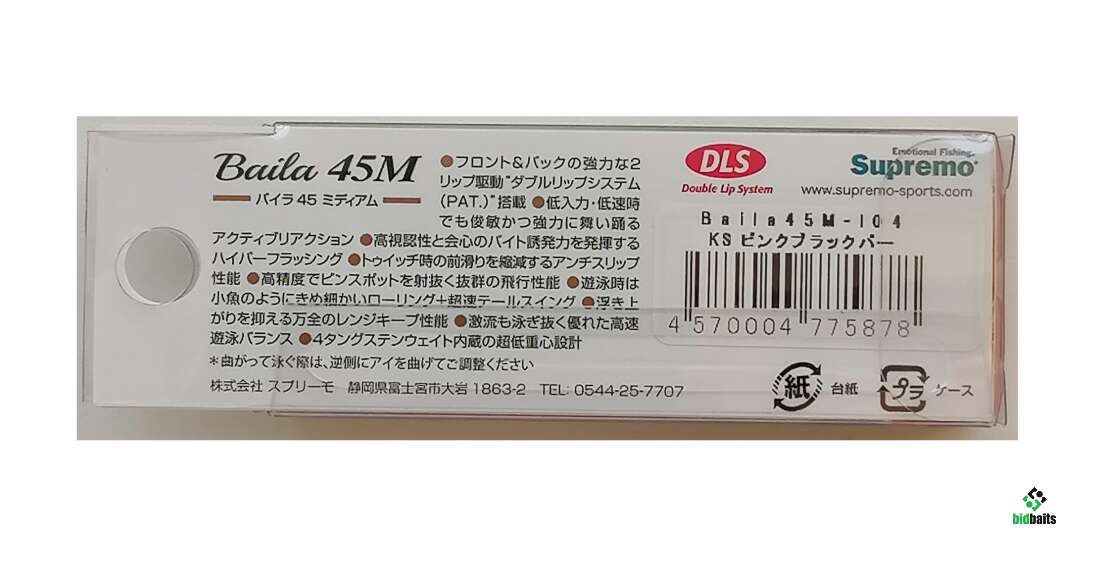 Baila 45M
バイラ 45 ミディアム
●フロント&バックの強力な2
リップ駆動"ダブルリップシステム
(PAT.)"搭載 ●低入力・低速時
でも俊敏かつ強力に舞い踊る
アクティブリアクション ●高視認性と会心のバイト誘発力を発揮する
ハイパーフラッシング ●トゥイッチ時の前滑りを縮減するアンチスリップ
性能 ●高精度でピンスポットを射抜く抜群の飛行性能 ●遊泳時は
小魚のようにきめ細かいローリング+超速テールスイング ●浮き上
がりを抑える万全のレンジキープ性能 ●激流も泳ぎ抜く優れた高速
遊泳バランス ●4タングステンウェイト内蔵の超低重心設計
*曲がって泳ぐ際は、逆側にアイを曲げてご調整ください
株式会社 スプリーモ 静岡県富士宮市大岩 1863-2 TEL: 0544-25-7707
DLS
Double Lip System
Emotional Fishing.
Supremo
www.supremo-sports.com
Baila45M-104
KS ピンクブラックバー
4 570004 775878
紙 台紙
プラ ケース
bidbaits